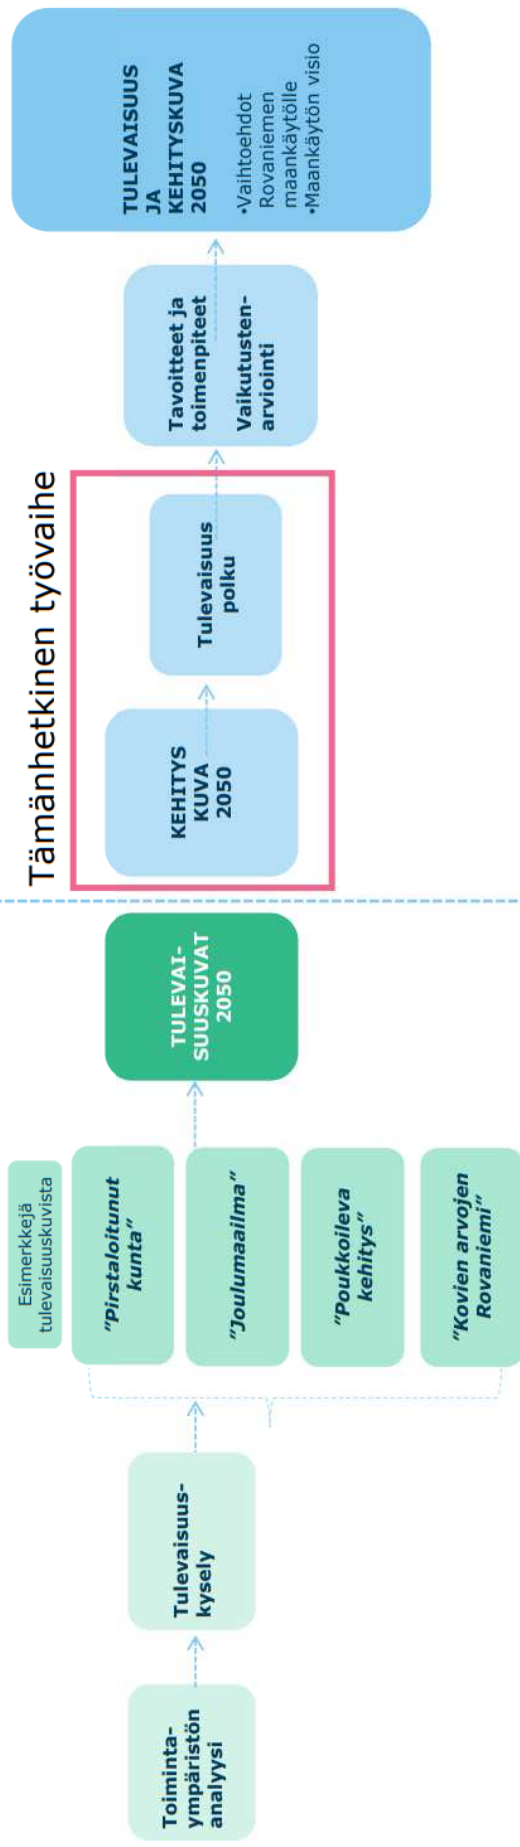 Toiminta-
ympäristön
analyysi
Tulevaisuus-
kysely
Esimerkkejä
tulevaisuuskuvista
"Pirstaloitunut
kunta"
"Joulumaailma"
"Poukkoileva
kehitys"
"Kovien arvojen
Rovaniemi"
TULEVAI-
SUUSKUVAT
2050
Tämänhetkinen työvaihe
KEHITYS
KUVA
2050
Tulevaisuus
polku
Tavoitteet ja
toimenpiteet
Vaikutusten-
arviointi
TULEVAISUUS
JA
KEHITYSKUVA
2050
•Vaihtoehdot
Rovaniemen
maankäytölle
•Maankäytön visio